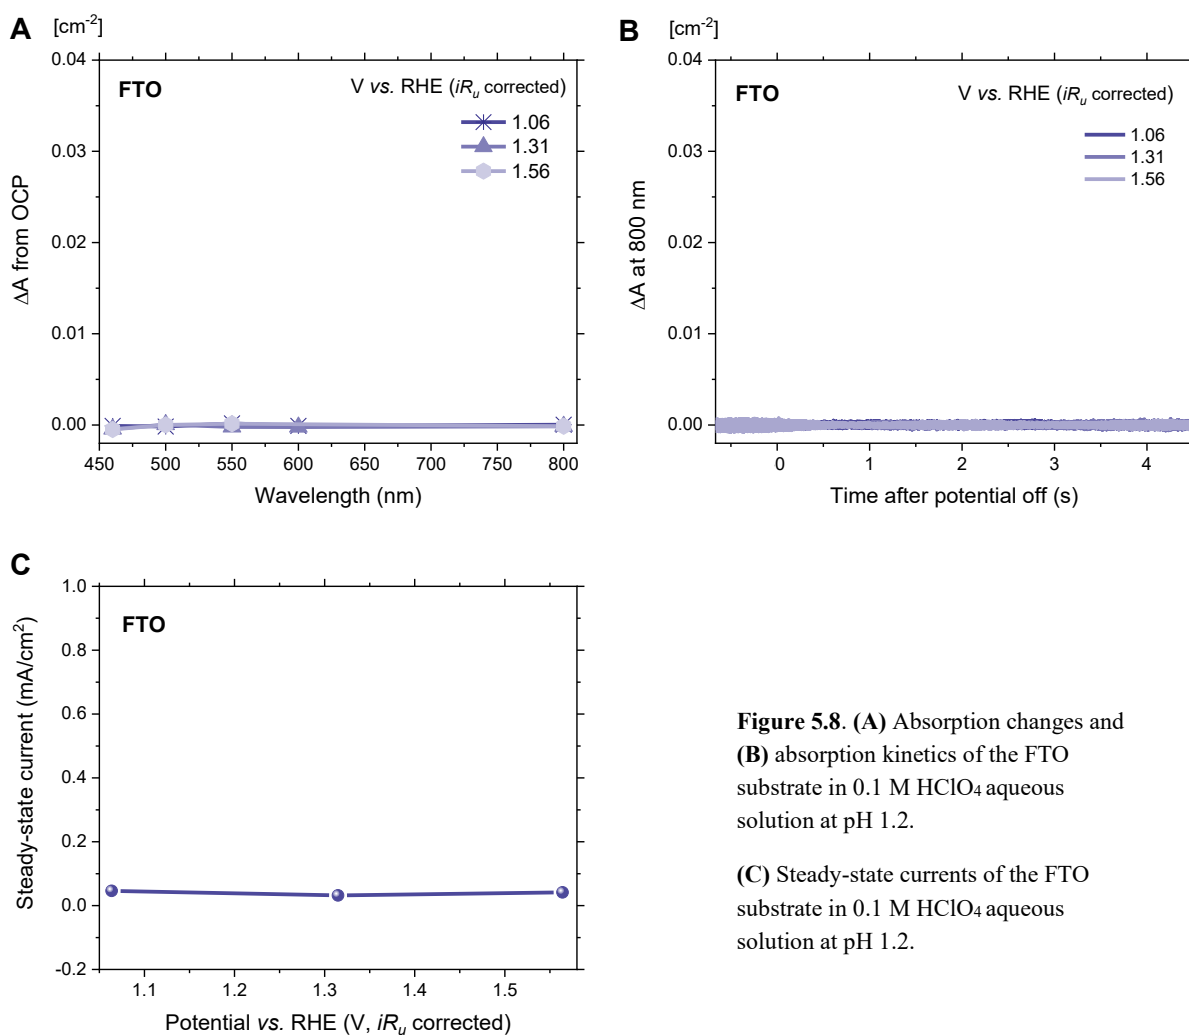 A
[cm-2]
FTO
V vs. RHE (iRu corrected)
1.06
1.31
1.56
0.04
0.03
0.02
0.01
0.00
ΔA from OCP
450 500 550 600 650 700 750 800
Wavelength (nm)
B
[cm-2]
FTO
V vs. RHE (iRu corrected)
1.06
1.31
1.56
0.04
0.03
0.02
0.01
0.00
ΔA at 800 nm
0 1 2 3 4
Time after potential off (s)
C
FTO
1.0
0.8
0.6
0.4
0.2
0.0
-0.2
Steady-state current (mA/cm2)
1.1 1.2 1.3 1.4 1.5
Potential vs. RHE (V, iRu corrected)
Figure 5.8. (A) Absorption changes and
(B) absorption kinetics of the FTO
substrate in 0.1 M HClO4 aqueous
solution at pH 1.2.
(C) Steady-state currents of the FTO
substrate in 0.1 M HClO4 aqueous
solution at pH 1.2.